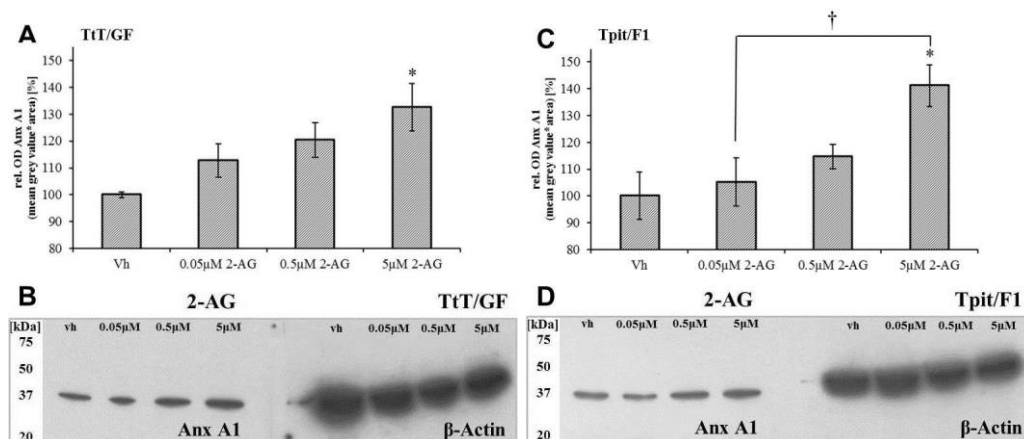 A
TtT/GF
rel. OD Anx A1
(mean grey value*area) [%]
150
140
130
120
110
100
90
80
*
Vh 0.05µM 2-AG 0.5µM 2-AG 5µM 2-AG
C
Tpit/F1
†
rel. OD Anx A1
(mean grey value*area) [%]
150
140
130
120
110
100
90
80
*
Vh 0.05µM 2-AG 0.5µM 2-AG 5µM 2-AG
B
2-AG TtT/GF
[kDa] vh 0.05µM 0.5µM 5µM vh 0.05µM 0.5µM 5µM
75
50
37
20
Anx A1 β-Actin
D
2-AG Tpit/F1
[kDa] vh 0.05µM 0.5µM 5µM vh 0.05µM 0.5µM 5µM
75
50
37
20
Anx A1 β-Actin